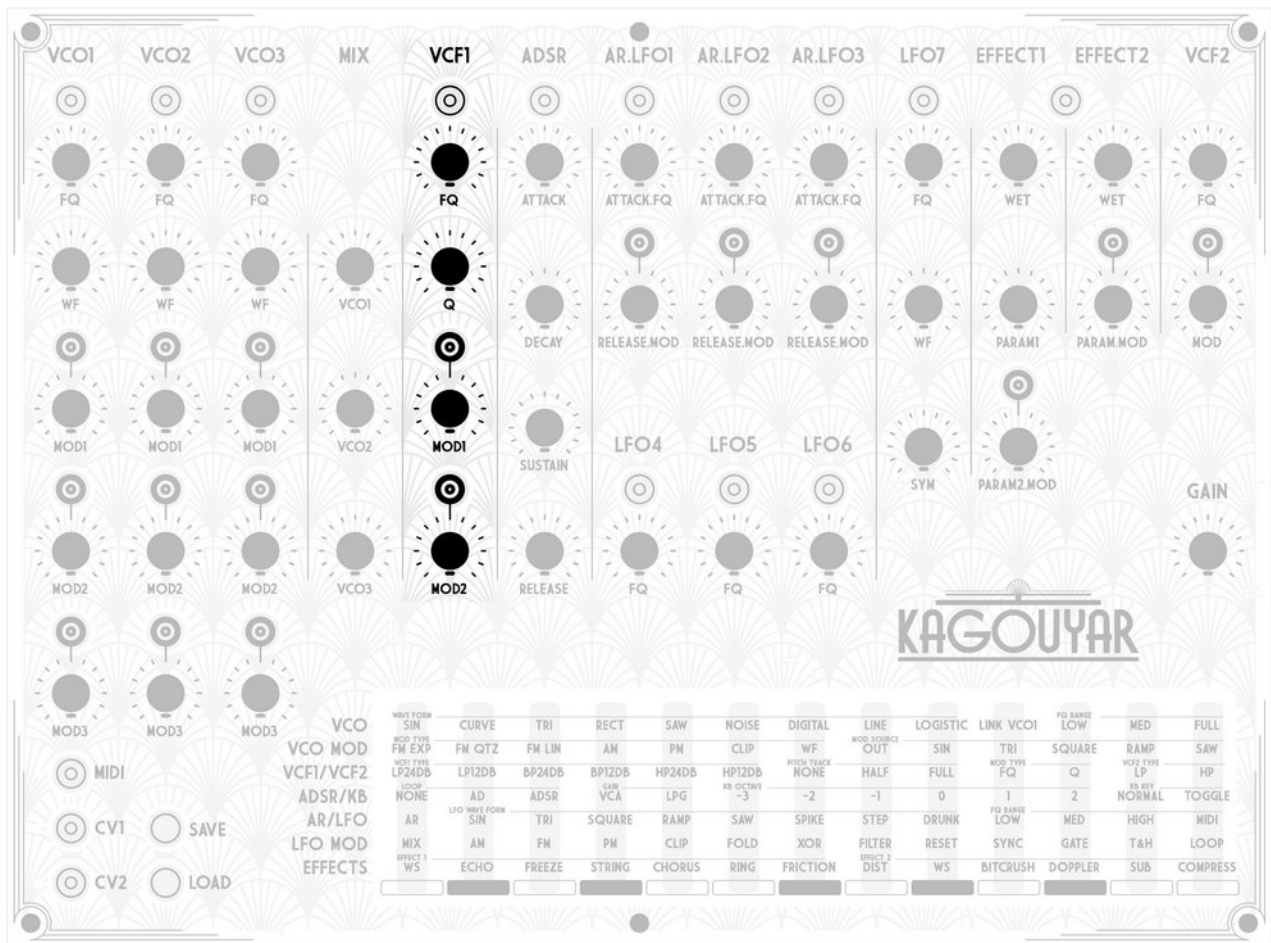 VCO1 VCO2 VCO3 MIX VCF1 ADSR AR.LFO1 AR.LFO2 AR.LFO3 LFO7 EFFECT1 EFFECT2 VCF2
FQ FQ FQ FQ ATTACK ATTACK.FQ ATTACK.FQ ATTACK.FQ FQ WET WET FQ
WF WF WF VCO1 Q
DECAY RELEASE.MOD RELEASE.MOD RELEASE.MOD WF PARAM1 PARAM.MOD MOD
MOD1 MOD1 MOD1 VCO2 MOD1
LFO4 LFO5 LFO6
SUSTAIN
SYM PARAM2.MOD
GAIN
MOD2 MOD2 MOD2 VCO3 MOD2 RELEASE FQ FQ FQ
KAGOUYAR
MOD3 MOD3 MOD3
WAVE FORM FQ RANGE
VCO SIN CURVE TRI RECT SAW NOISE DIGITAL LINE LOGISTIC LINK VCO1 LOW MED FULL
MOD TYPE MOD SOURCE
VCO MOD FM EXP FM QTZ FM LIN AM PM CLIP WF OUT SIN TRI SQUARE RAMP SAW
VCF1 TYPE PITCH TRACK MOD TYPE VCF2 TYPE
VCF1/VCF2 LP24DB LP12DB BP24DB BP12DB HP24DB HP12DB NONE HALF FULL FQ Q LP HP
LOOP GAIN KB OCTAVE KB KEY
ADSR/KB NONE AD ADSR VCA LPG -3 -2 -1 0 1 2 NORMAL TOGGLE
LFO WAVE FORM FQ RANGE
AR/LFO AR SIN TRI SQUARE RAMP SAW SPIKE STEP DRUNK LOW MED HIGH MIDI
LFO MOD MIX AM FM PM CLIP FOLD XOR FILTER RESET SYNC GATE T&H LOOP
EFFECT 1 EFFECT 2
EFFECTS WS ECHO FREEZE STRING CHORUS RING FRICTION DIST WS BITCRUSH DOPPLER SUB COMPRESS
MIDI
CV1 SAVE
CV2 LOAD